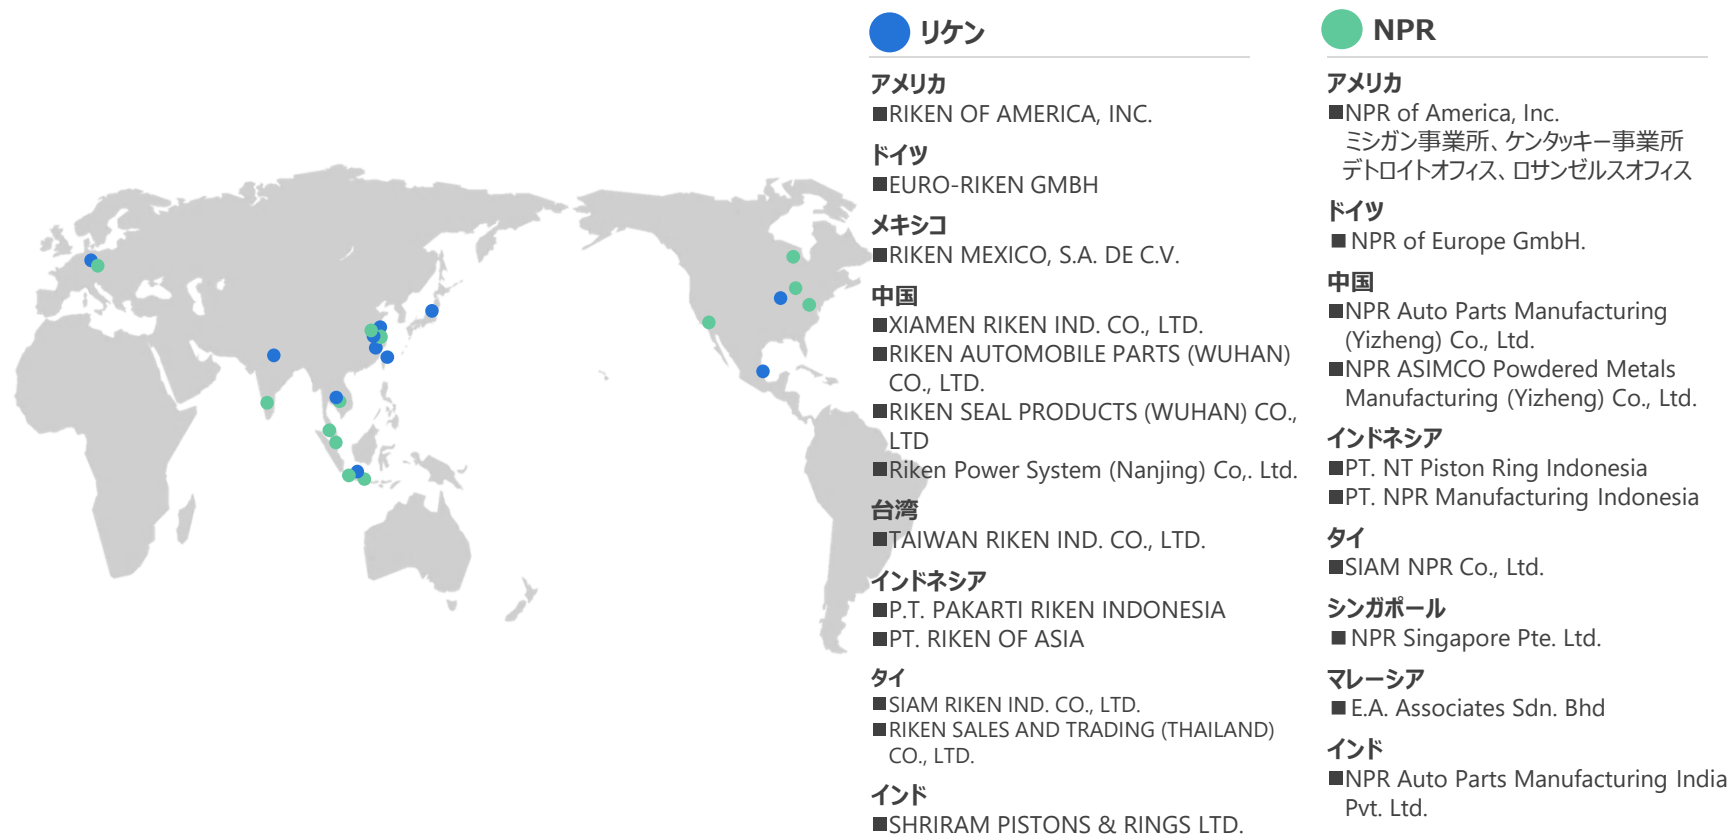 リケン
アメリカ
■RIKEN OF AMERICA, INC.
ドイツ
■EURO-RIKEN GMBH
メキシコ
■RIKEN MEXICO, S.A. DE C.V.
中国
■XIAMEN RIKEN IND. CO., LTD.
■RIKEN AUTOMOBILE PARTS (WUHAN)
CO., LTD.
■RIKEN SEAL PRODUCTS (WUHAN) CO.,
LTD
■Riken Power System (Nanjing) Co,. Ltd.
台湾
■TAIWAN RIKEN IND. CO., LTD.
インドネシア
■P.T. PAKARTI RIKEN INDONESIA
■PT. RIKEN OF ASIA
タイ
■SIAM RIKEN IND. CO., LTD.
■RIKEN SALES AND TRADING (THAILAND)
CO., LTD.
インド
■SHRIRAM PISTONS & RINGS LTD.
NPR
アメリカ
■NPR of America, Inc.
ミシガン事業所、ケンタッキー事業所
デトロイトオフィス、ロサンゼルスオフィス
ドイツ
■NPR of Europe GmbH.
中国
■NPR Auto Parts Manufacturing
(Yizheng) Co., Ltd.
■NPR ASIMCO Powdered Metals
Manufacturing (Yizheng) Co., Ltd.
インドネシア
■PT. NT Piston Ring Indonesia
■PT. NPR Manufacturing Indonesia
タイ
■SIAM NPR Co., Ltd.
シンガポール
■NPR Singapore Pte. Ltd.
マレーシア
■E.A. Associates Sdn. Bhd
インド
■NPR Auto Parts Manufacturing India
Pvt. Ltd.